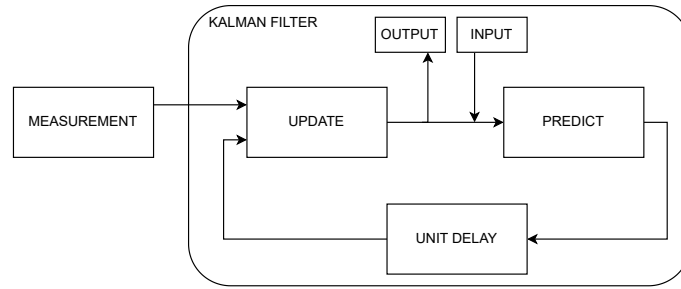 KALMAN FILTER
OUTPUT
INPUT
MEASUREMENT
UPDATE
PREDICT
UNIT DELAY